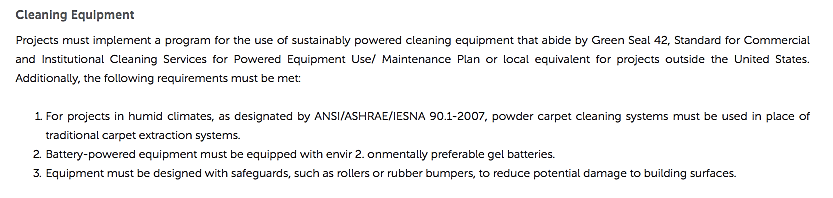 Cleaning Equipment
Projects must implement a program for the use of sustainably powered cleaning equipment that abide by Green Seal 42, Standard for Commercial
and Institutional Cleaning Services for Powered Equipment Use/ Maintenance Plan or local equivalent for projects outside the United States.
Additionally, the following requirements must be met:
1. For projects in humid climates, as designated by ANSI/ASHRAE/IESNA 90.1-2007, powder carpet cleaning systems must be used in place of
traditional carpet extraction systems.
2. Battery-powered equipment must be equipped with envir 2. onmentally preferable gel batteries.
3. Equipment must be designed with safeguards, such as rollers or rubber bumpers, to reduce potential damage to building surfaces.